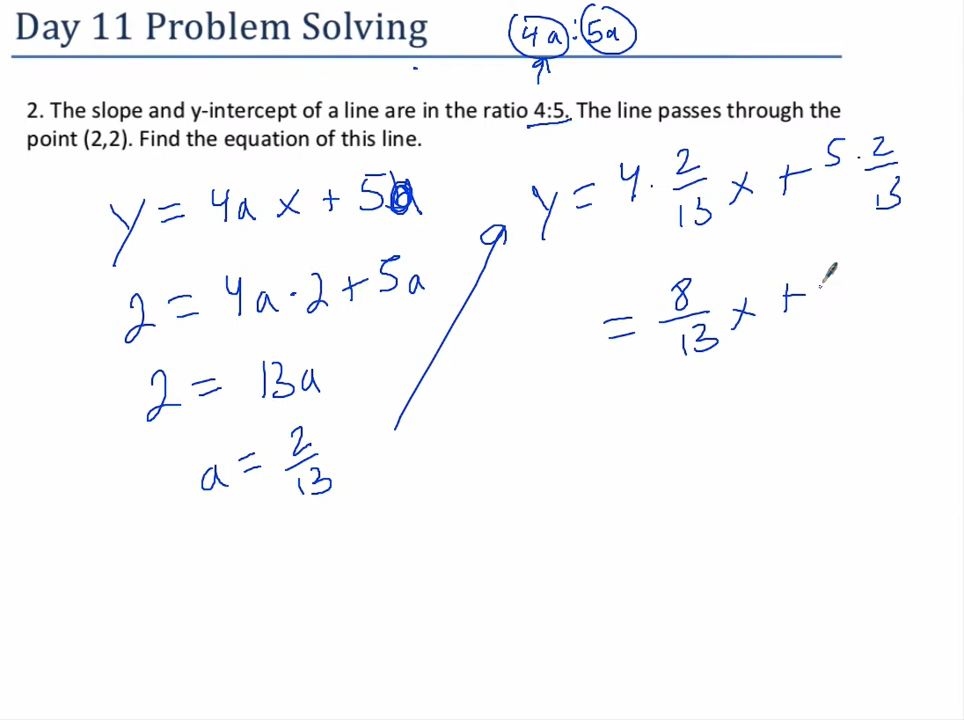 Day 11 Problem Solving
4a : 5a
2. The slope and y-intercept of a line are in the ratio 4:5. The line passes through the
point (2,2). Find the equation of this line.
y = 4a x + 5a
2 = 4a · 2 + 5a
2 = 13a
a = 2/13
y = 4 · 2/13 x + 5 · 2/13
= 8/13 x +